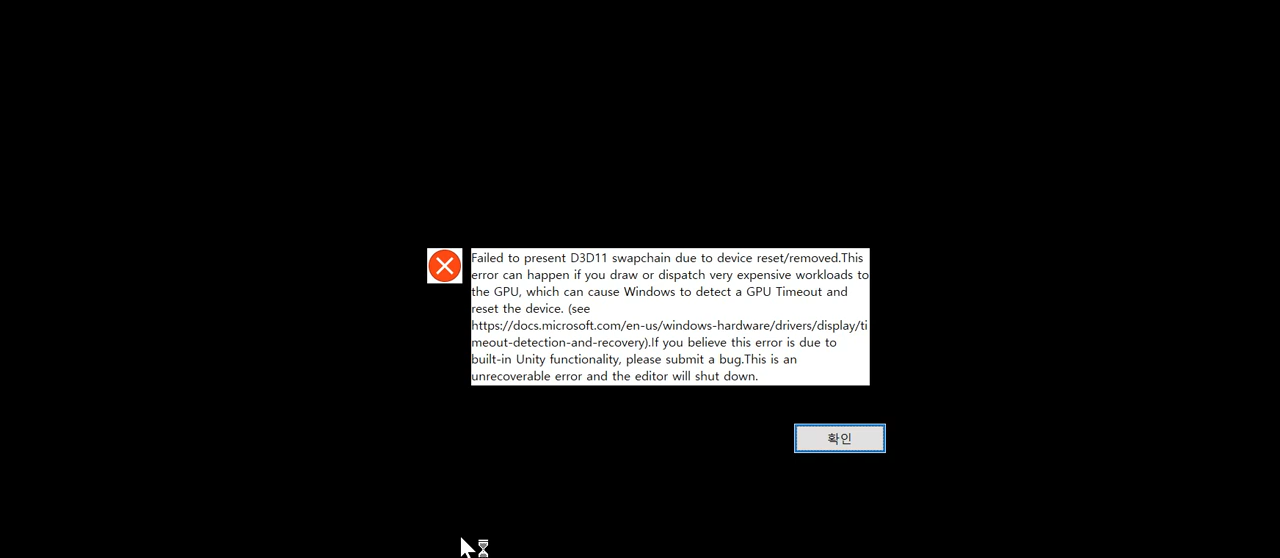 Failed to present D3D11 swapchain due to device reset/removed.This
error can happen if you draw or dispatch very expensive workloads to
the GPU, which can cause Windows to detect a GPU Timeout and
reset the device. (see
https://docs.microsoft.com/en-us/windows-hardware/drivers/display/ti
meout-detection-and-recovery).If you believe this error is due to
built-in Unity functionality, please submit a bug.This is an
unrecoverable error and the editor will shut down.
확인